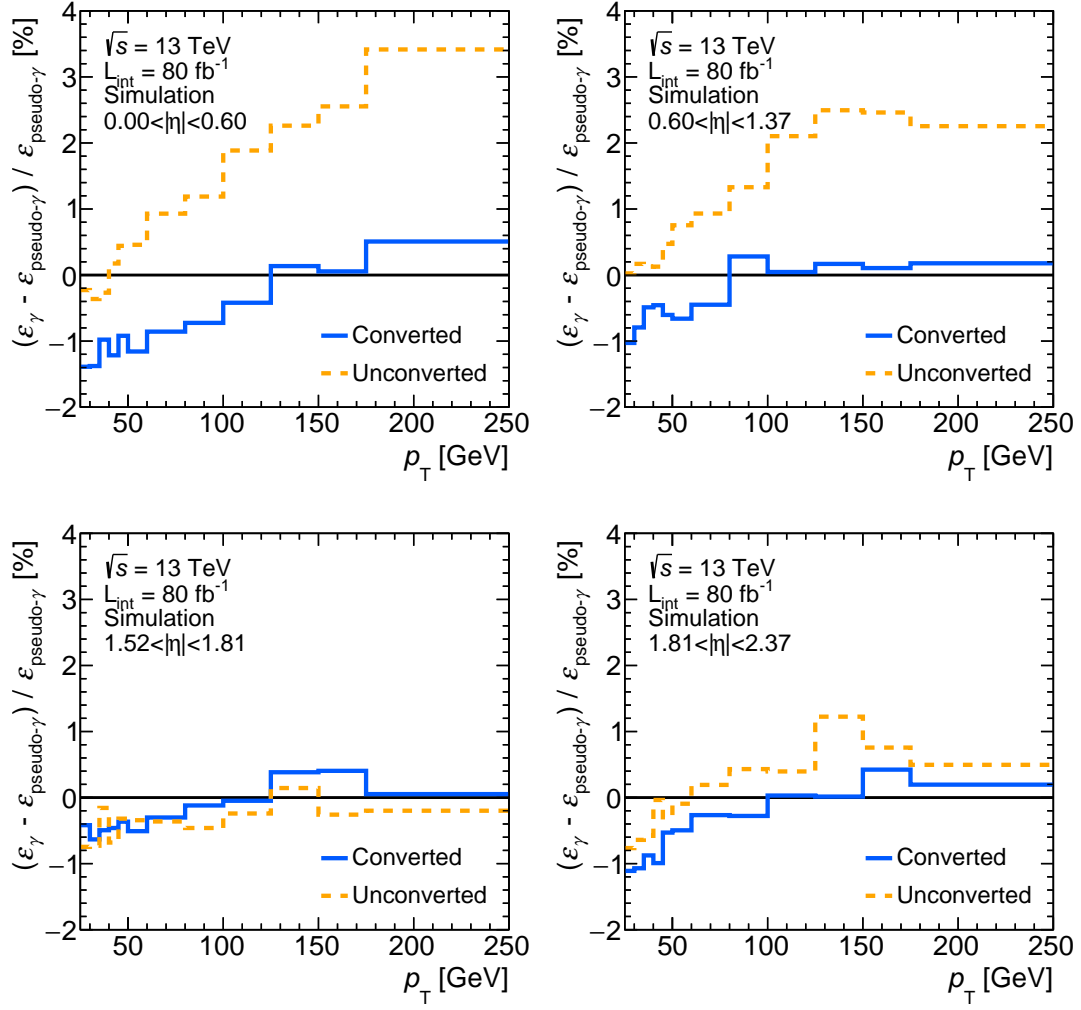 (ε_γ - ε_pseudo-γ) / ε_pseudo-γ [%]
4
3
2
1
0
−1
−2
√s = 13 TeV
L_int = 80 fb^-1
Simulation
0.00<|η|<0.60
Converted
Unconverted
50 100 150 200 250
p_T [GeV]
(ε_γ - ε_pseudo-γ) / ε_pseudo-γ [%]
4
3
2
1
0
−1
−2
√s = 13 TeV
L_int = 80 fb^-1
Simulation
0.60<|η|<1.37
Converted
Unconverted
50 100 150 200 250
p_T [GeV]
(ε_γ - ε_pseudo-γ) / ε_pseudo-γ [%]
4
3
2
1
0
−1
−2
√s = 13 TeV
L_int = 80 fb^-1
Simulation
1.52<|η|<1.81
Converted
Unconverted
50 100 150 200 250
p_T [GeV]
(ε_γ - ε_pseudo-γ) / ε_pseudo-γ [%]
4
3
2
1
0
−1
−2
√s = 13 TeV
L_int = 80 fb^-1
Simulation
1.81<|η|<2.37
Converted
Unconverted
50 100 150 200 250
p_T [GeV]